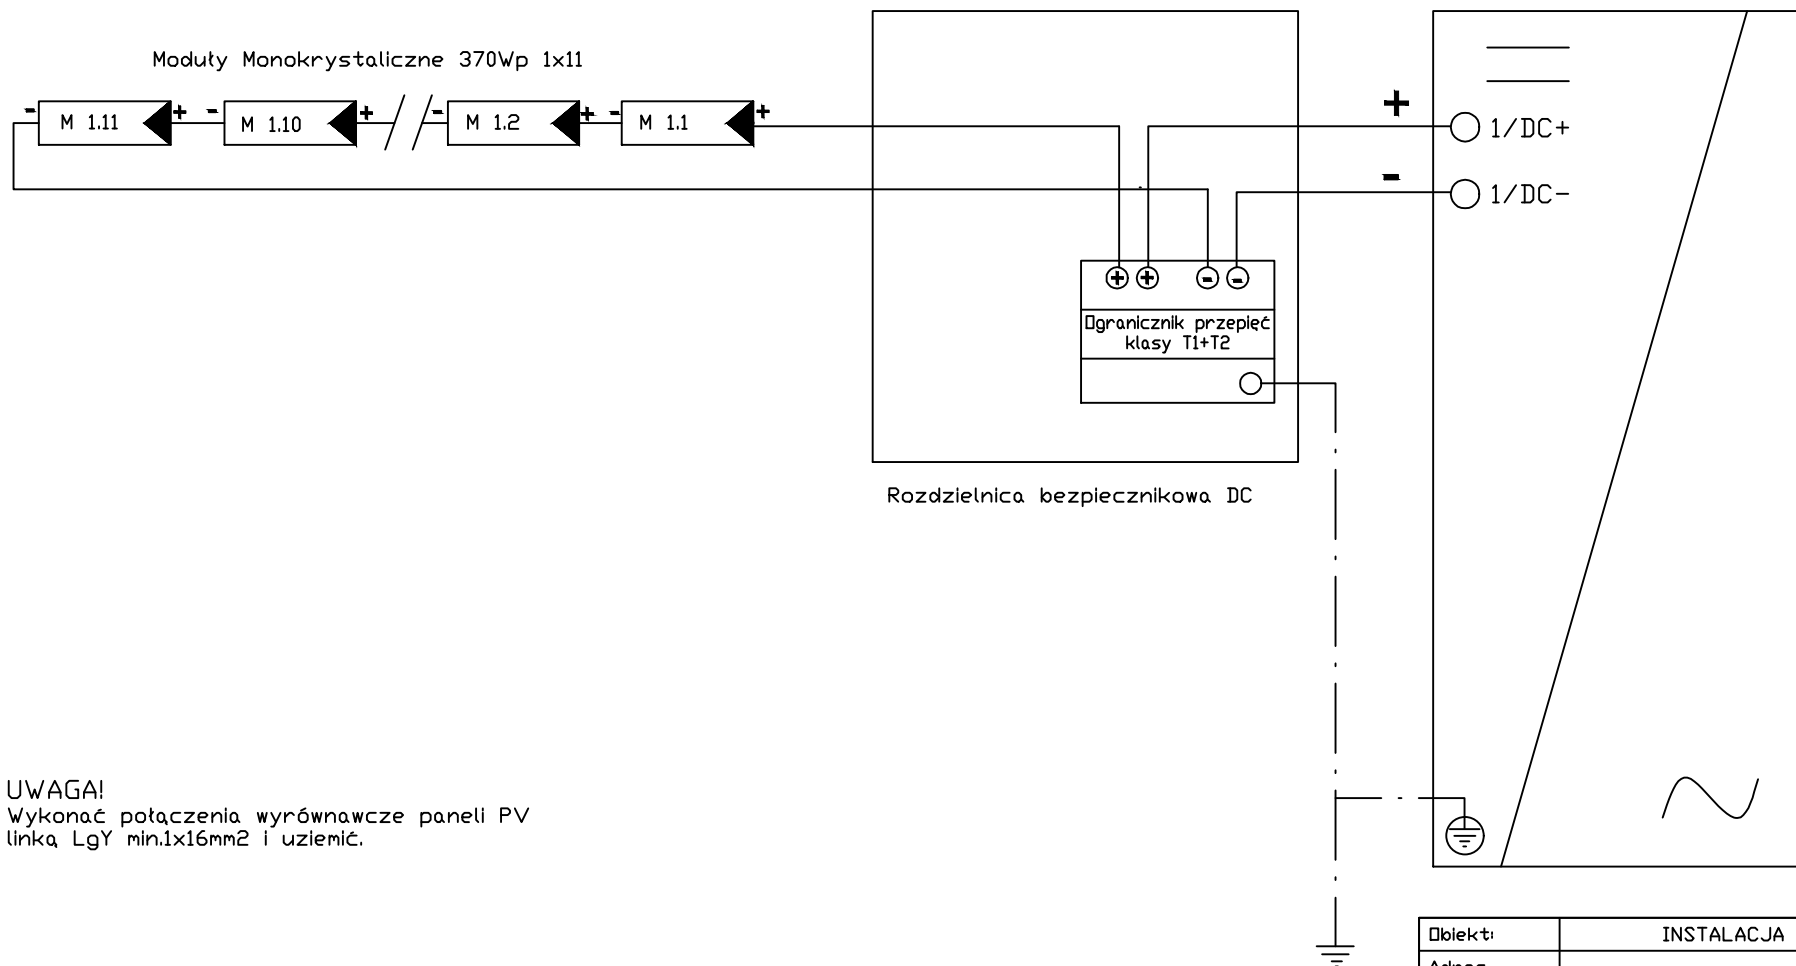 Moduły Monokrystaliczne 370Wp 1x11
- M 1.11 + - M 1.10 + - M 1.2 + - M 1.1 +
+
1/DC+
-
1/DC-
+ + - -
Ogranicznik przepięć
klasy T1+T2
Rozdzielnica bezpiecznikowa DC
UWAGA!
Wykonać połączenia wyrównawcze paneli PV
linką LgY min.1x16mm2 i uziemić.
Obiekt: INSTALACJA